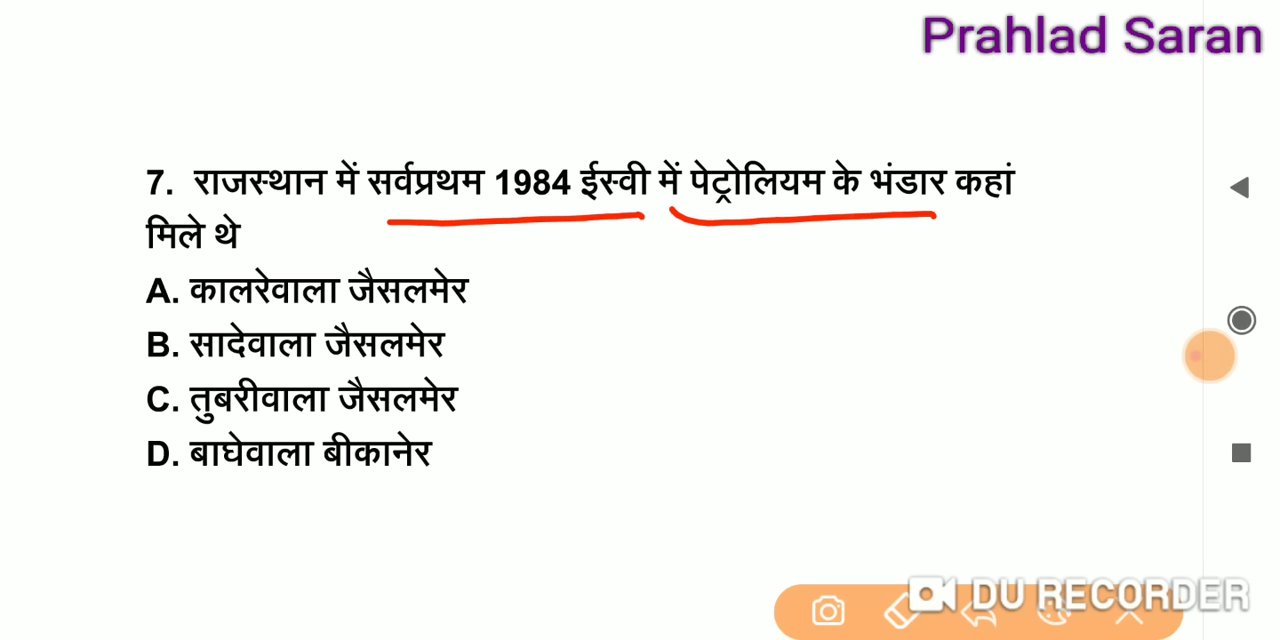 Prahlad Saran
7. राजस्थान में सर्वप्रथम 1984 ईस्वी में पेट्रोलियम के भंडार कहां
मिले थे
A. कालरेवाला जैसलमेर
B. सादेवाला जैसलमेर
C. तुबरीवाला जैसलमेर
D. बाघेवाला बीकानेर
DU RECORDER